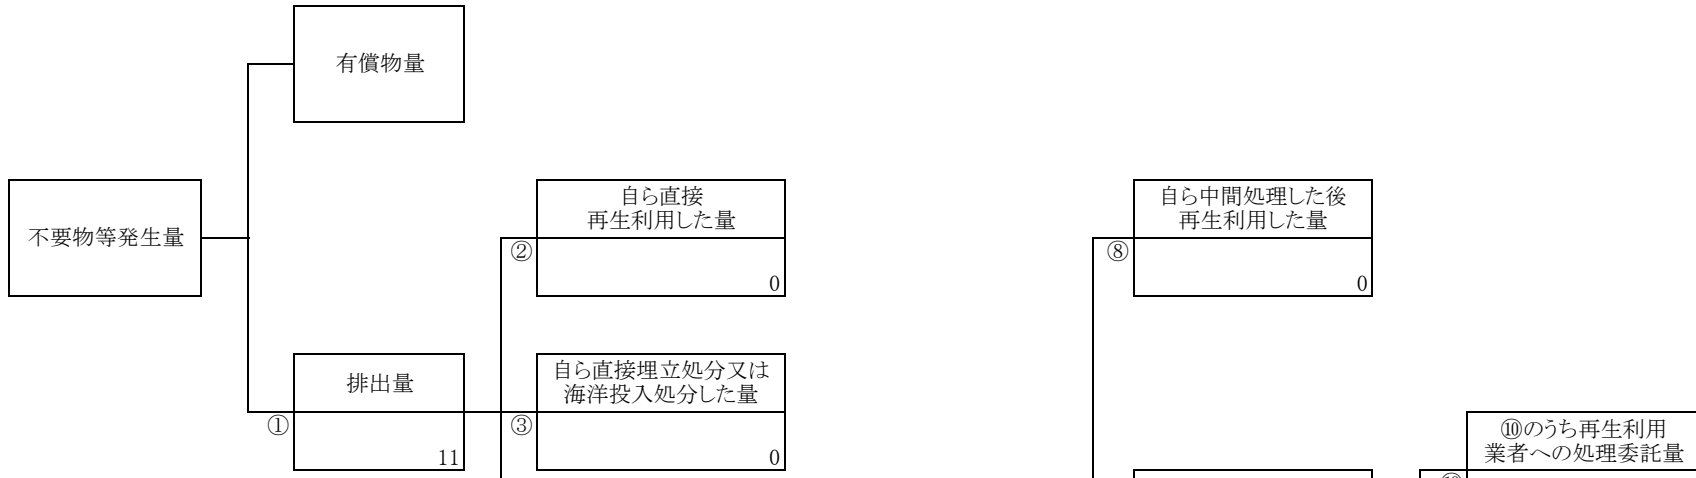 有償物量
不要物等発生量
自ら直接
再生利用した量
②
0
自ら中間処理した後
再生利用した量
⑧
0
排出量
①
11
自ら直接埋立処分又は
海洋投入処分した量
③
0
⑩のうち再生利用
業者への処理委託量